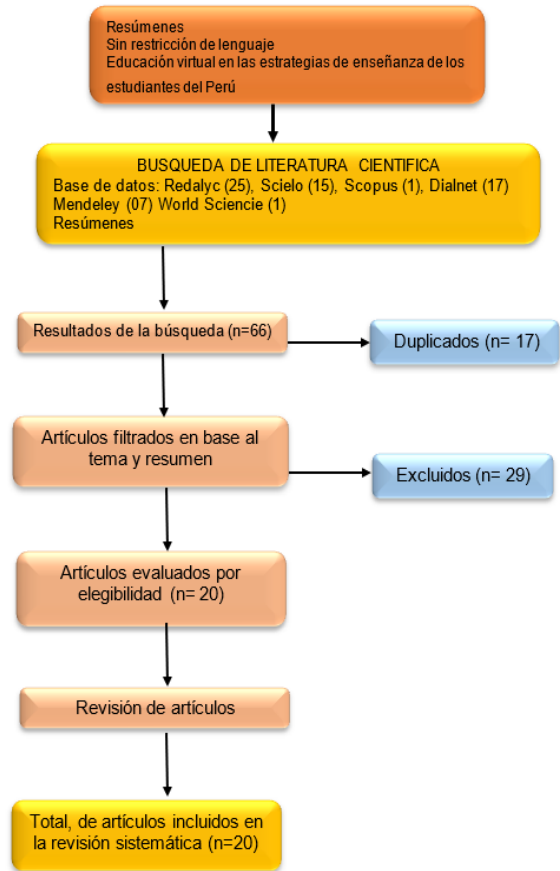 Resúmenes
Sin restricción de lenguaje
Educación virtual en las estrategias de enseñanza de los
estudiantes del Perú
BUSQUEDA DE LITERATURA CIENTIFICA
Base de datos: Redalyc (25), Scielo (15), Scopus (1), Dialnet (17)
Mendeley (07) World Sciencie (1)
Resúmenes
Resultados de la búsqueda (n=66)
Duplicados (n= 17)
Artículos filtrados en base al
tema y resumen
Excluidos (n= 29)
Artículos evaluados por
elegibilidad (n= 20)
Revisión de artículos
Total, de artículos incluidos en
la revisión sistemática (n=20)